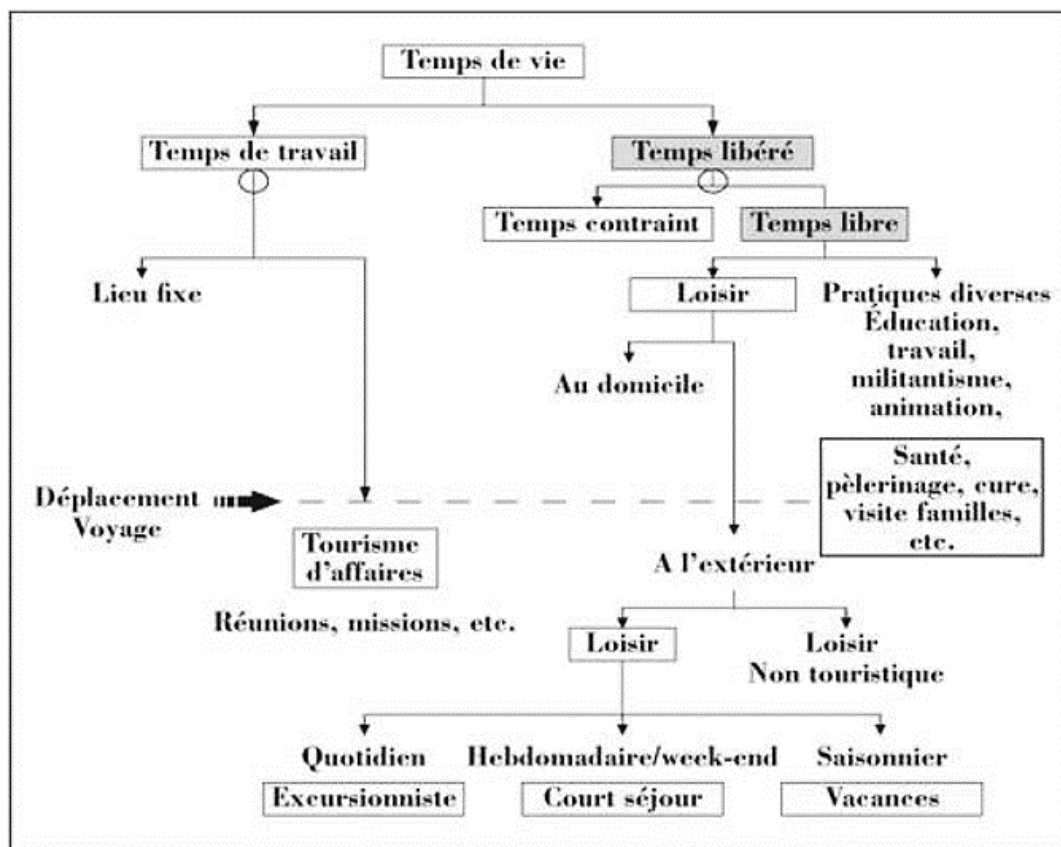 Temps de vie
Temps de travail
Temps libéré
Temps contraint
Temps libre
Lieu fixe
Loisir
Pratiques diverses
Éducation,
travail,
militantisme,
animation,
Au domicile
Santé,
pèlerinage, cure,
visite familles,
etc.
Déplacement
Voyage
Tourisme
d'affaires
A l'extérieur
Réunions, missions, etc.
Loisir
Loisir
Non touristique
Quotidien
Hebdomadaire/week-end
Saisonnier
Excursionniste
Court séjour
Vacances